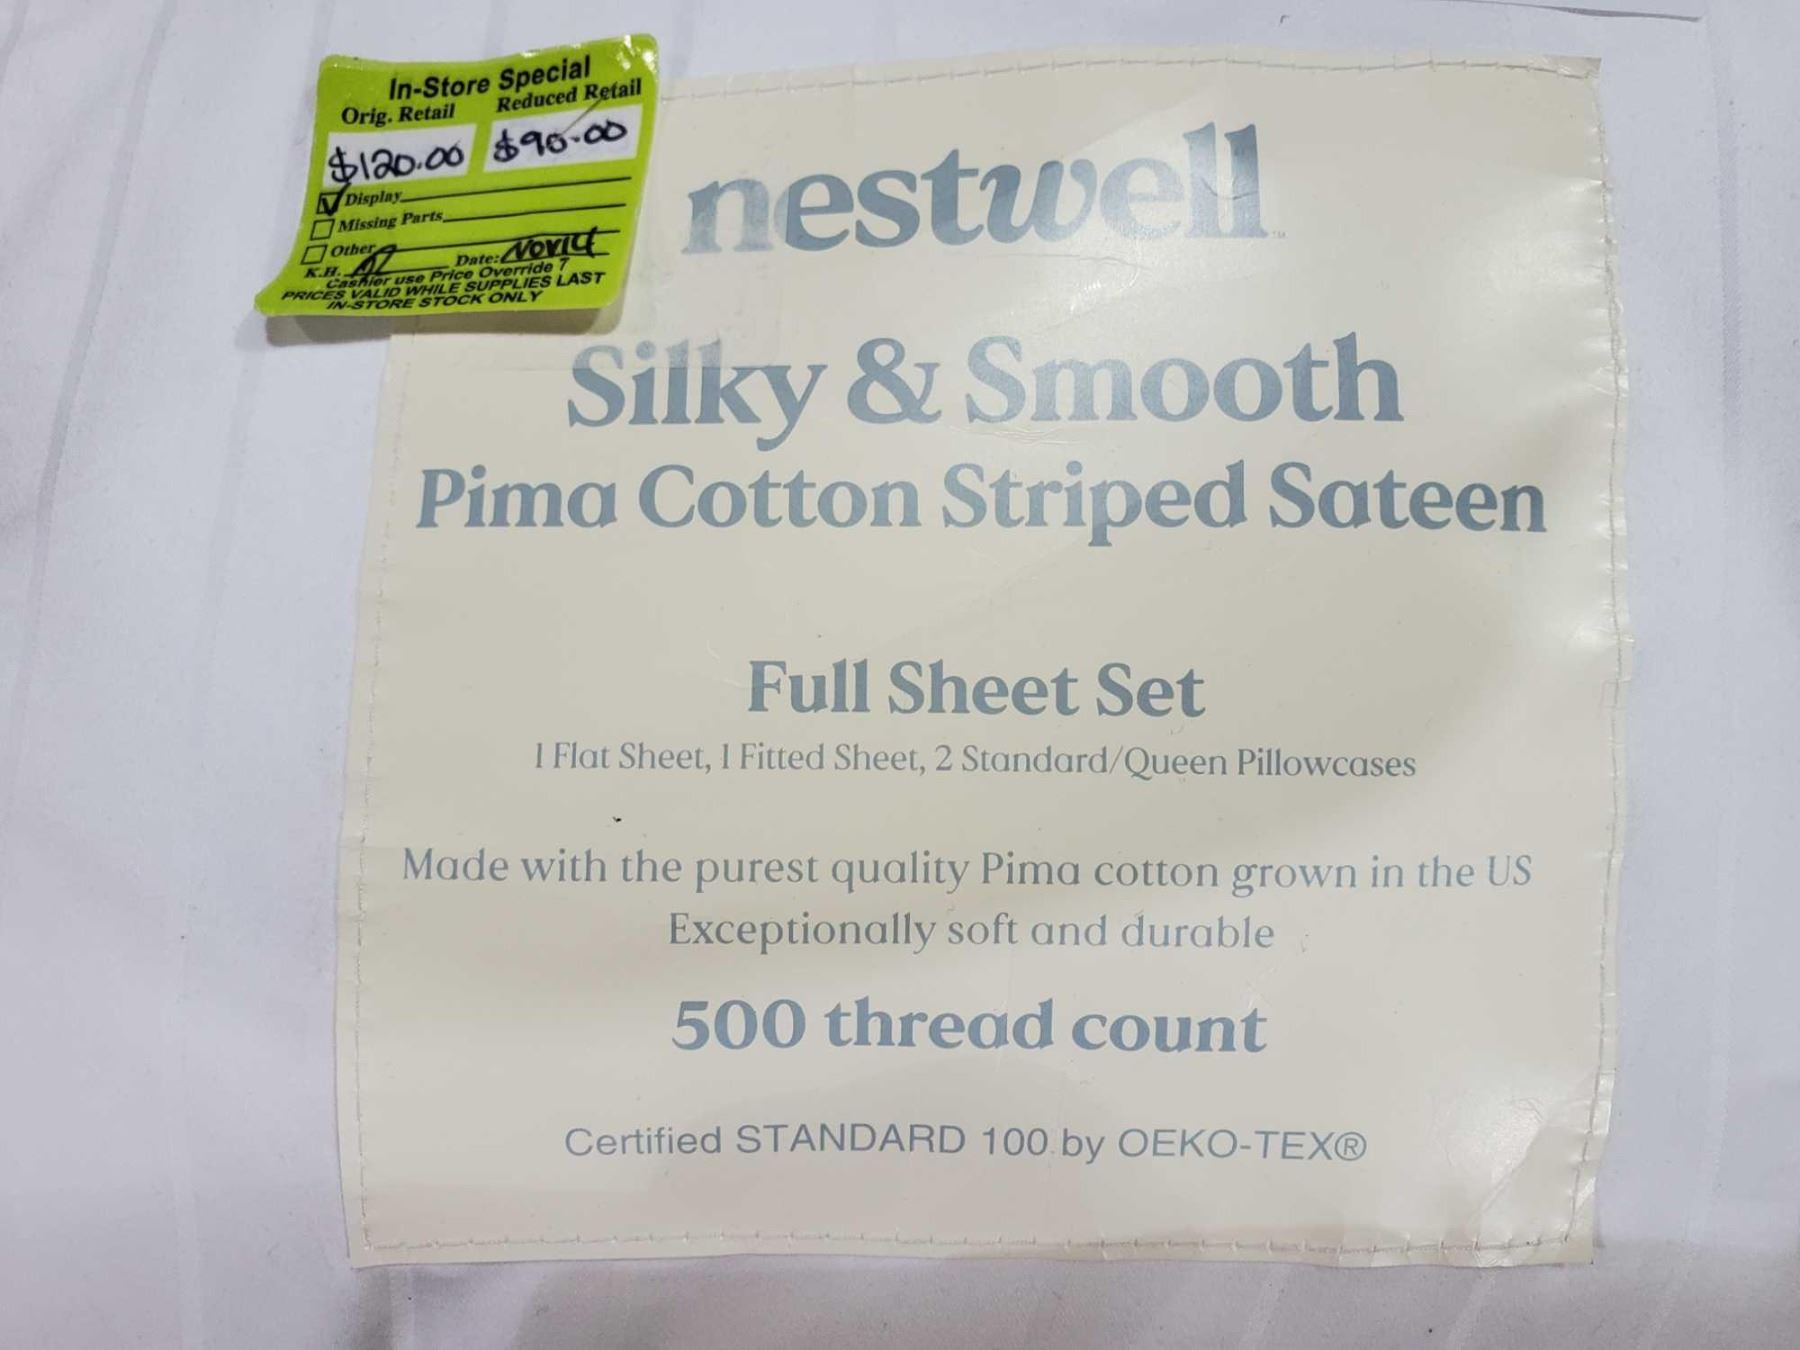 In-Store Special
Orig. Retail Reduced Retail
$120.00 $90.00
Display
Missing Parts
Other
K.H. Date: NOV14
Cashier use Price Override 7
PRICES VALID WHILE SUPPLIES LAST
IN-STORE STOCK ONLY
nestwell
Silky & Smooth
Pima Cotton Striped Sateen
Full Sheet Set
1 Flat Sheet, 1 Fitted Sheet, 2 Standard/Queen Pillowcases
Made with the purest quality Pima cotton grown in the US
Exceptionally soft and durable
500 thread count
Certified STANDARD 100 by OEKO-TEX®